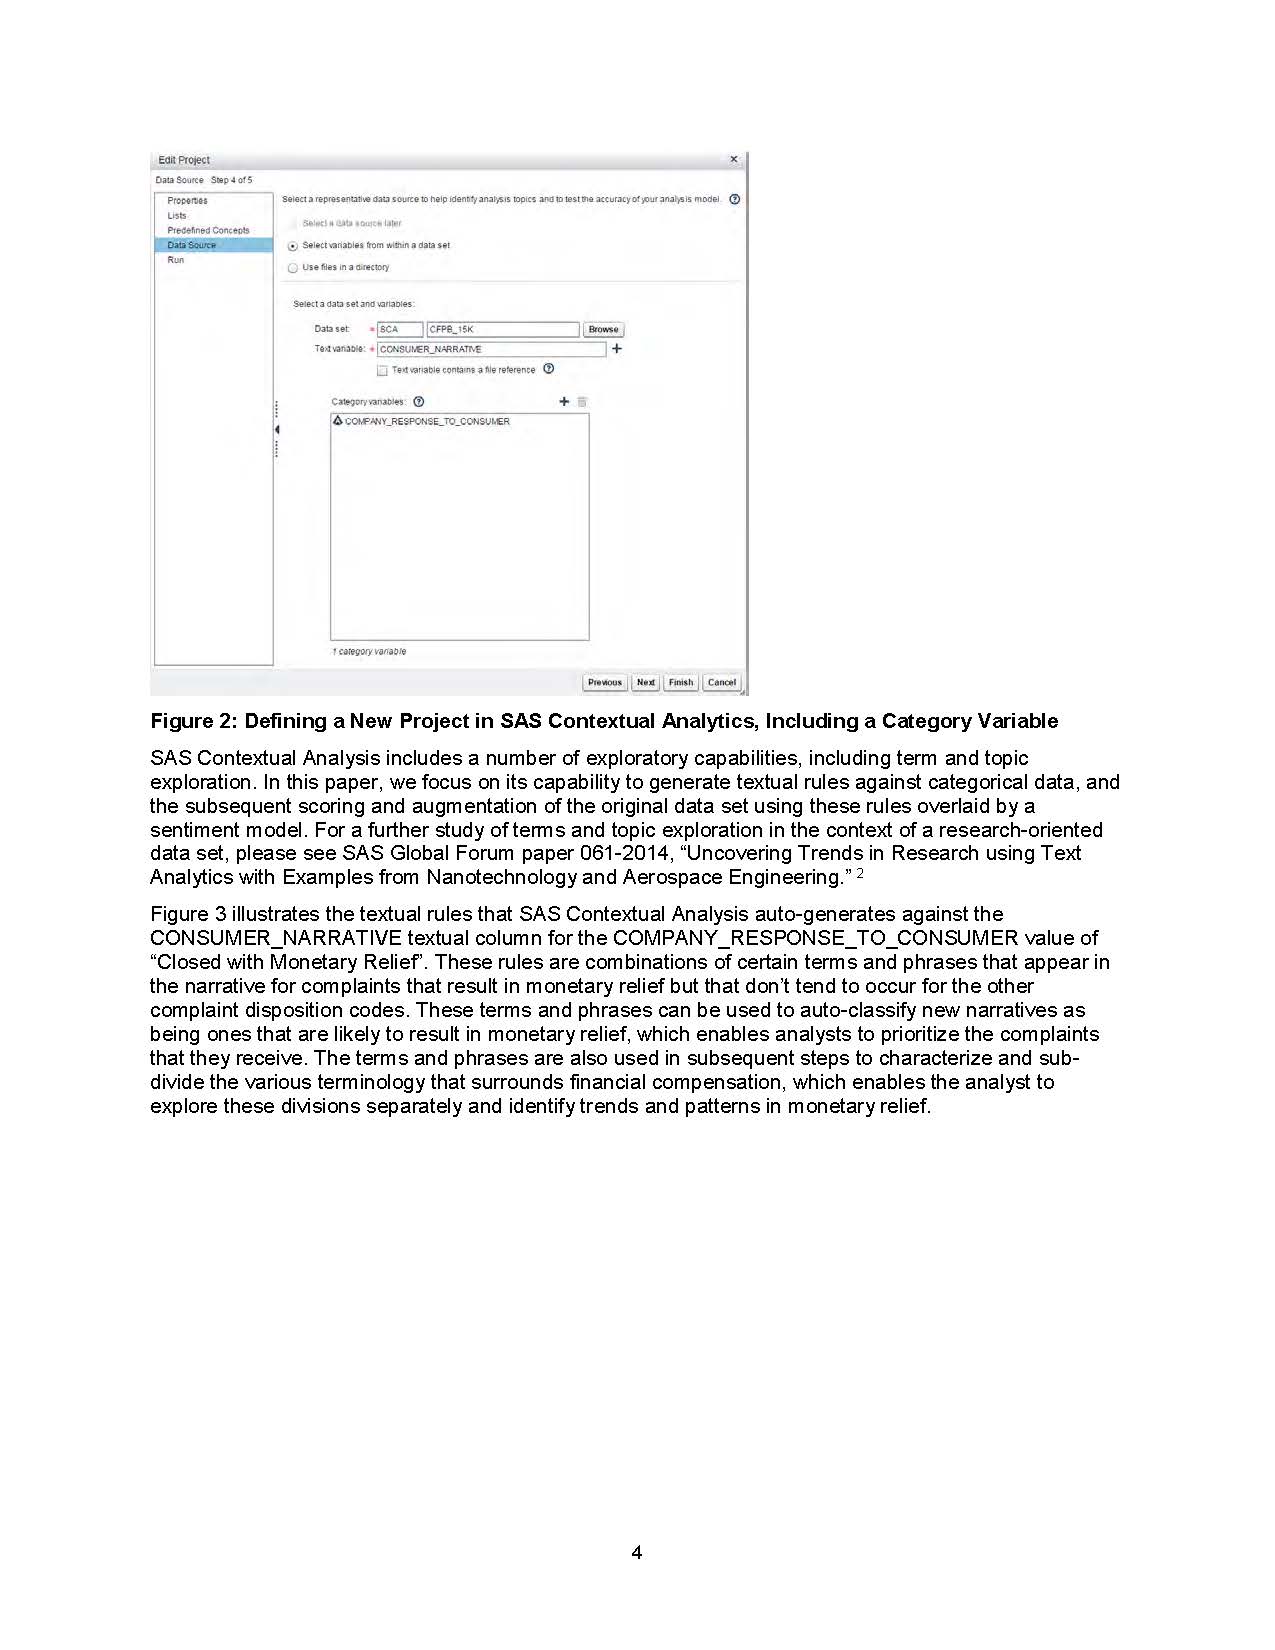 Edit Project
Data Source Step 4 of 5
Properties
Lists
Predefined Concepts
Data Source
Run
Select a representative data source to help identify analysis topics and to test the accuracy of your analysis model.
Select a data source later
Select variables from within a data set
Use files in a directory
Select a data set and variables:
Data set: * SCA CFPB_15K Browse
Text variable: * CONSUMER_NARRATIVE
Text variable contains a file reference
Category variables:
COMPANY_RESPONSE_TO_CONSUMER
1 category variable
Previous Next Finish Cancel
Figure 2: Defining a New Project in SAS Contextual Analytics, Including a Category Variable
SAS Contextual Analysis includes a number of exploratory capabilities, including term and topic
exploration. In this paper, we focus on its capability to generate textual rules against categorical data, and
the subsequent scoring and augmentation of the original data set using these rules overlaid by a
sentiment model. For a further study of terms and topic exploration in the context of a research-oriented
data set, please see SAS Global Forum paper 061-2014, “Uncovering Trends in Research using Text
Analytics with Examples from Nanotechnology and Aerospace Engineering.” 2
Figure 3 illustrates the textual rules that SAS Contextual Analysis auto-generates against the
CONSUMER_NARRATIVE textual column for the COMPANY_RESPONSE_TO_CONSUMER value of
“Closed with Monetary Relief”. These rules are combinations of certain terms and phrases that appear in
the narrative for complaints that result in monetary relief but that don’t tend to occur for the other
complaint disposition codes. These terms and phrases can be used to auto-classify new narratives as
being ones that are likely to result in monetary relief, which enables analysts to prioritize the complaints
that they receive. The terms and phrases are also used in subsequent steps to characterize and sub-
divide the various terminology that surrounds financial compensation, which enables the analyst to
explore these divisions separately and identify trends and patterns in monetary relief.
4